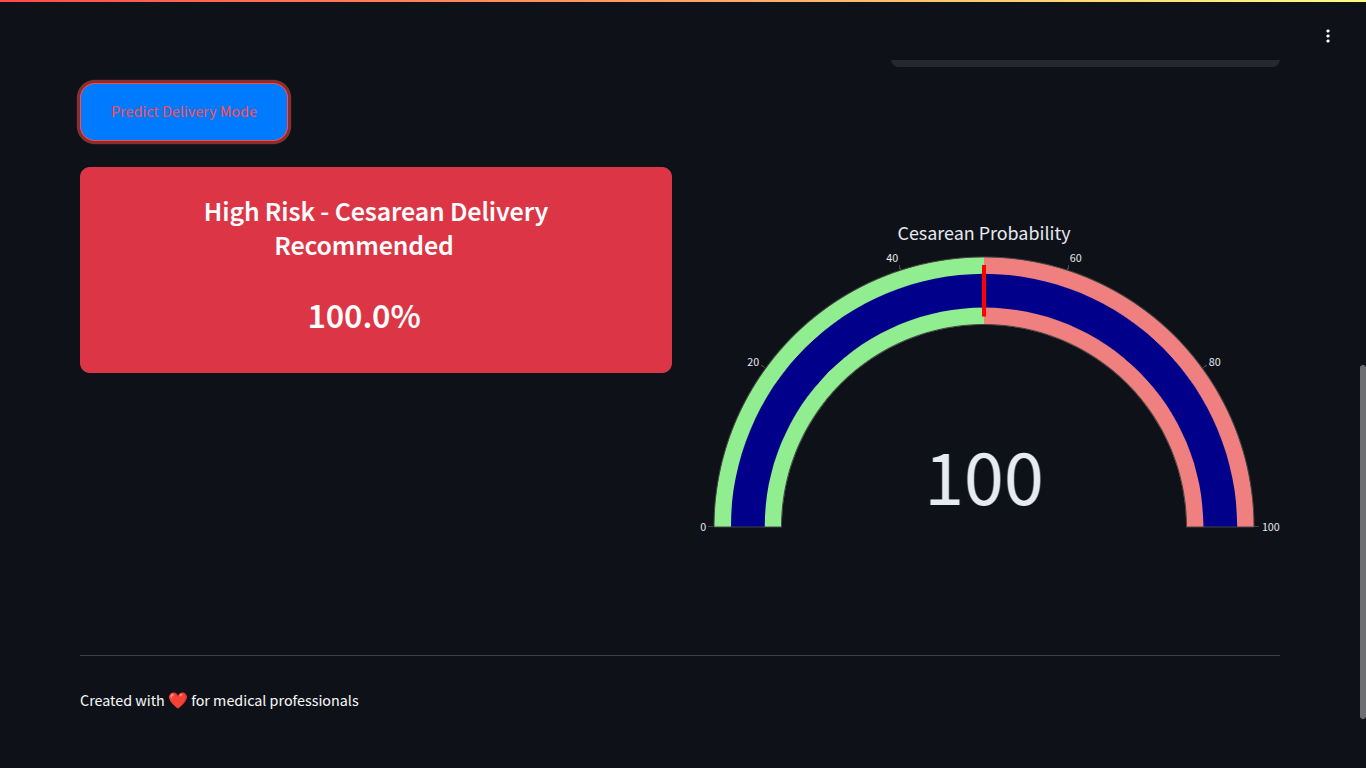 Predict Delivery Mode
High Risk - Cesarean Delivery
Recommended
100.0%
Cesarean Probability
0
20
40
60
80
100
100
Created with ❤️ for medical professionals